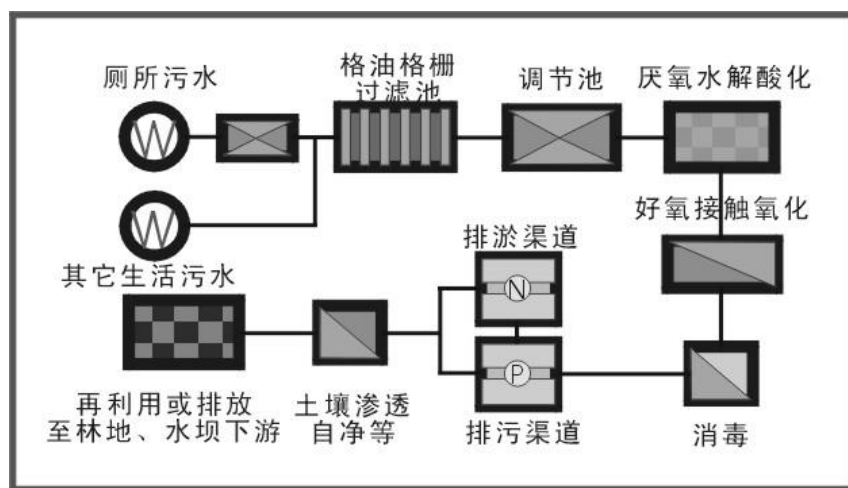 厕所污水
格油格栅
过滤池
调节池
厌氧水解酸化
好氧接触氧化
其它生活污水
排淤渠道
N
P
再利用或排放
至林地、水坝下游
土壤渗透
自净等
排污渠道
消毒